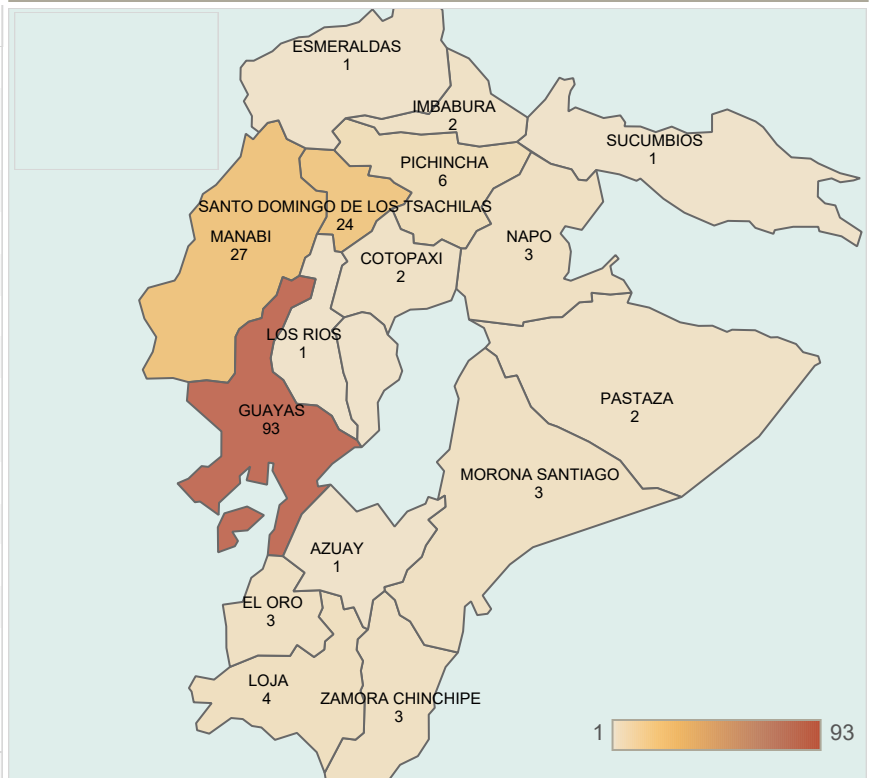 ESMERALDAS
1
IMBABURA
2
SUCUMBIOS
1
PICHINCHA
6
SANTO DOMINGO DE LOS TSACHILAS
24
MANABI
27
NAPO
3
COTOPAXI
2
LOS RIOS
1
PASTAZA
2
GUAYAS
93
MORONA SANTIAGO
3
AZUAY
1
EL ORO
3
LOJA
4
ZAMORA CHINCHIPE
3
1 93